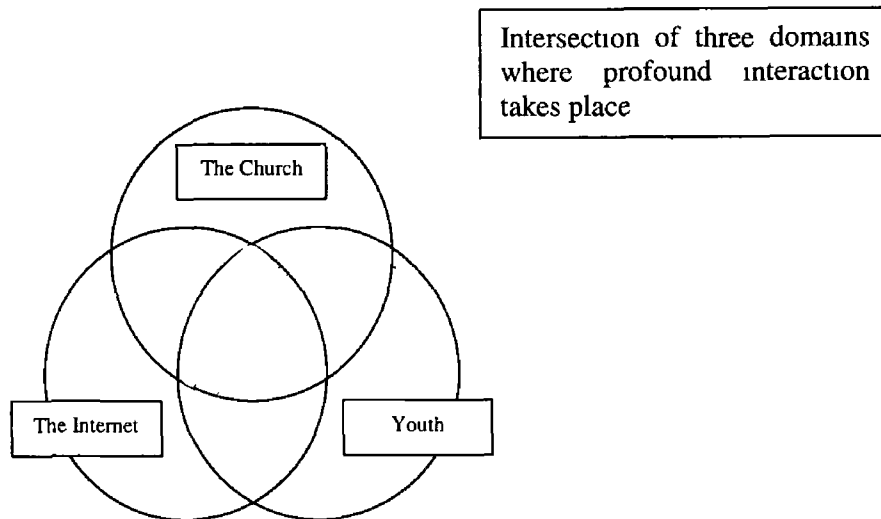 Intersection of three domains
where profound interaction
takes place
The Church
The Internet
Youth